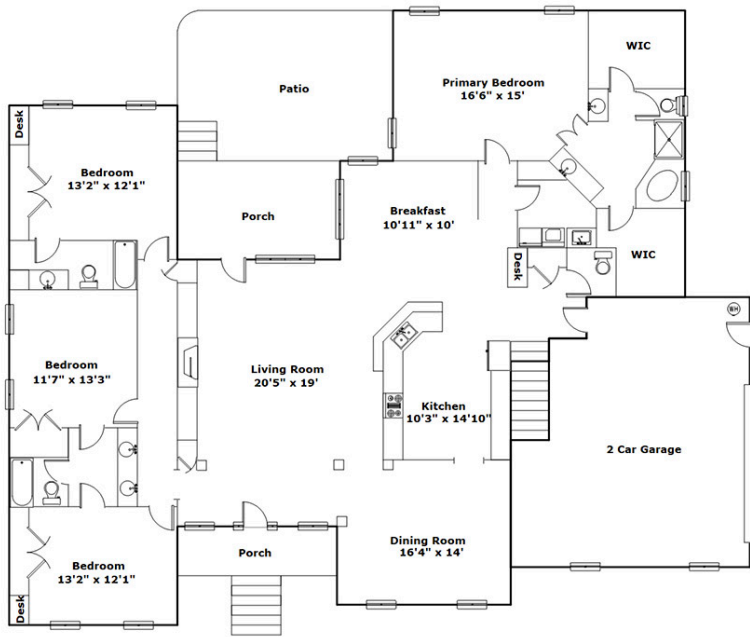 WIC
Primary Bedroom
16'6" x 15'
Patio
Desk
Bedroom
13'2" x 12'1"
Breakfast
10'11" x 10'
Porch
WIC
Desk
WH
Bedroom
11'7" x 13'3"
Living Room
20'5" x 19'
Kitchen
10'3" x 14'10"
2 Car Garage
Dining Room
16'4" x 14'
Porch
Bedroom
13'2" x 12'1"
Desk